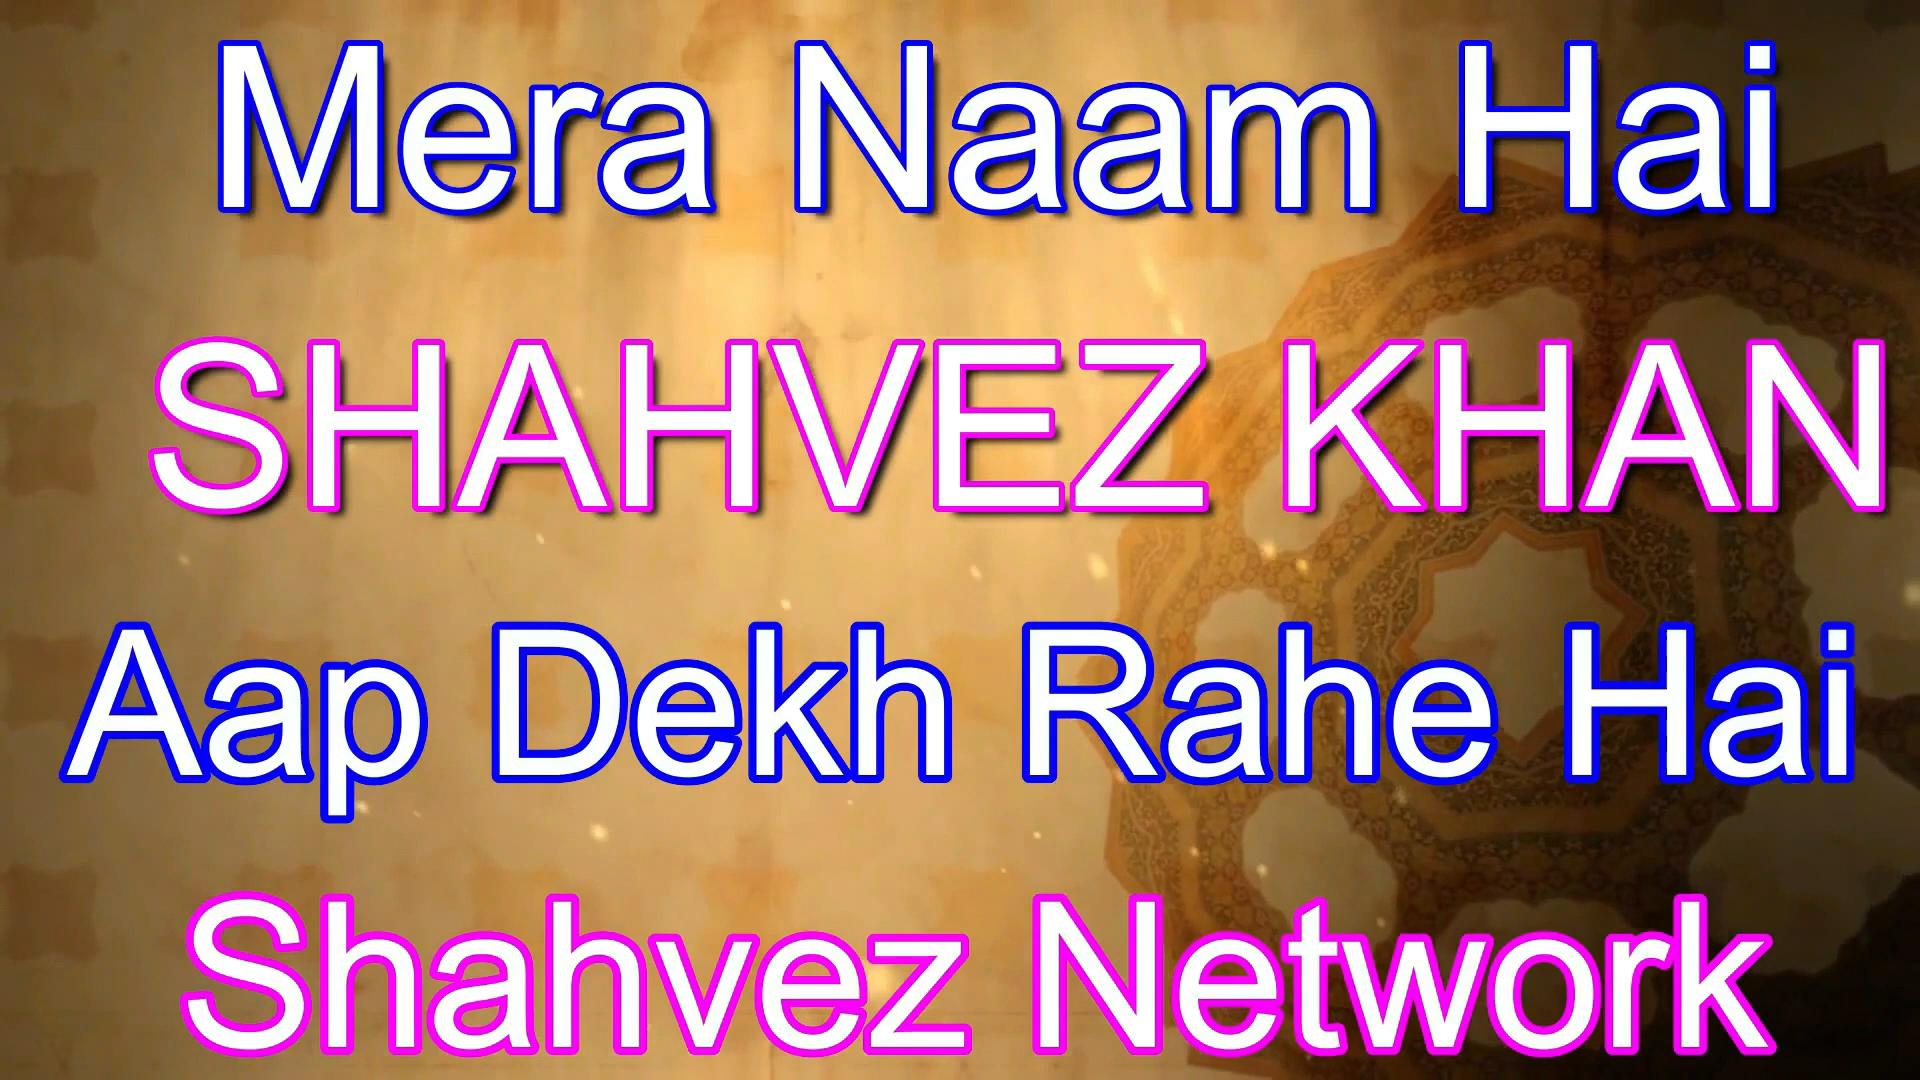 Mera Naam Hai
SHAHVEZ KHAN
Aap Dekh Rahe Hai
Shahvez Network